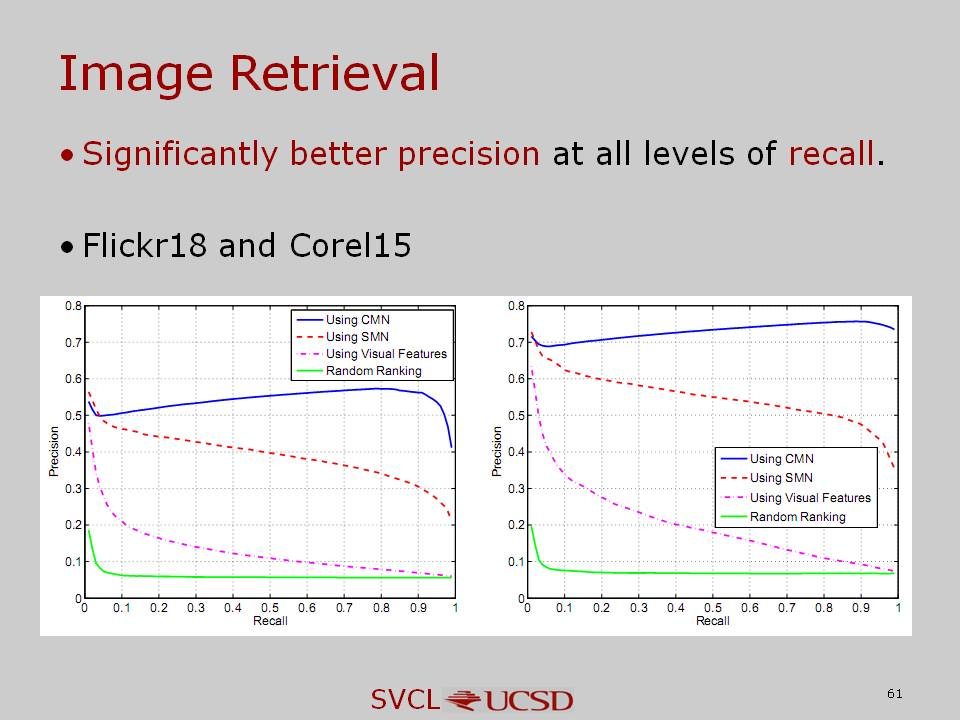 Image Retrieval
• Significantly better precision at all levels of recall.
• Flickr18 and Corel15
0.8
0.7
0.6
0.5
0.4
0.3
0.2
0.1
0
Precision
Using CMN
Using SMN
Using Visual Features
Random Ranking
0 0.1 0.2 0.3 0.4 0.5 0.6 0.7 0.8 0.9 1
Recall
0.8
0.7
0.6
0.5
0.4
0.3
0.2
0.1
0
Precision
Using CMN
Using SMN
Using Visual Features
Random Ranking
0 0.1 0.2 0.3 0.4 0.5 0.6 0.7 0.8 0.9 1
Recall
SVCL UCSD
61